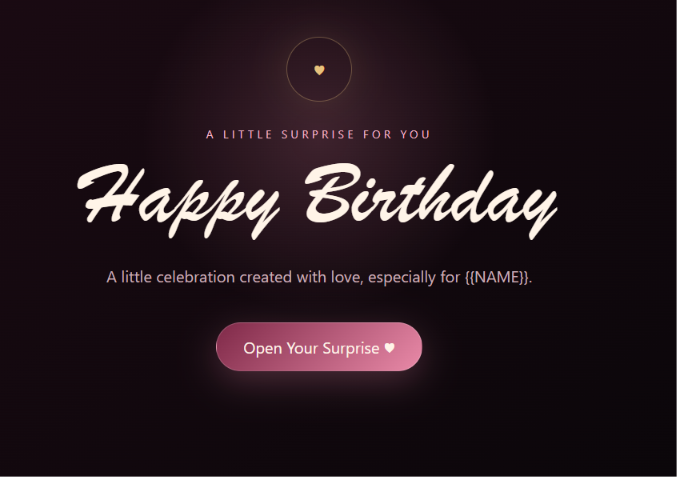 A LITTLE SURPRISE FOR YOU
Happy Birthday
A little celebration created with love, especially for {{NAME}}.
Open Your Surprise ♥